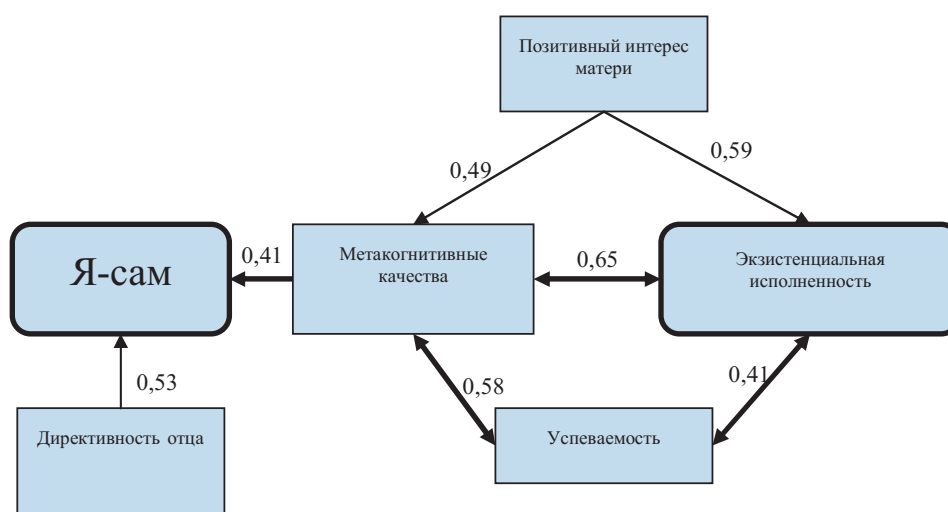 Позитивный интерес
матери
0,49
0,59
Я-сам
0,41
Метакогнитивные
качества
0,65
Экзистенциальная
исполненность
0,53
0,58
0,41
Директивность отца
Успеваемость